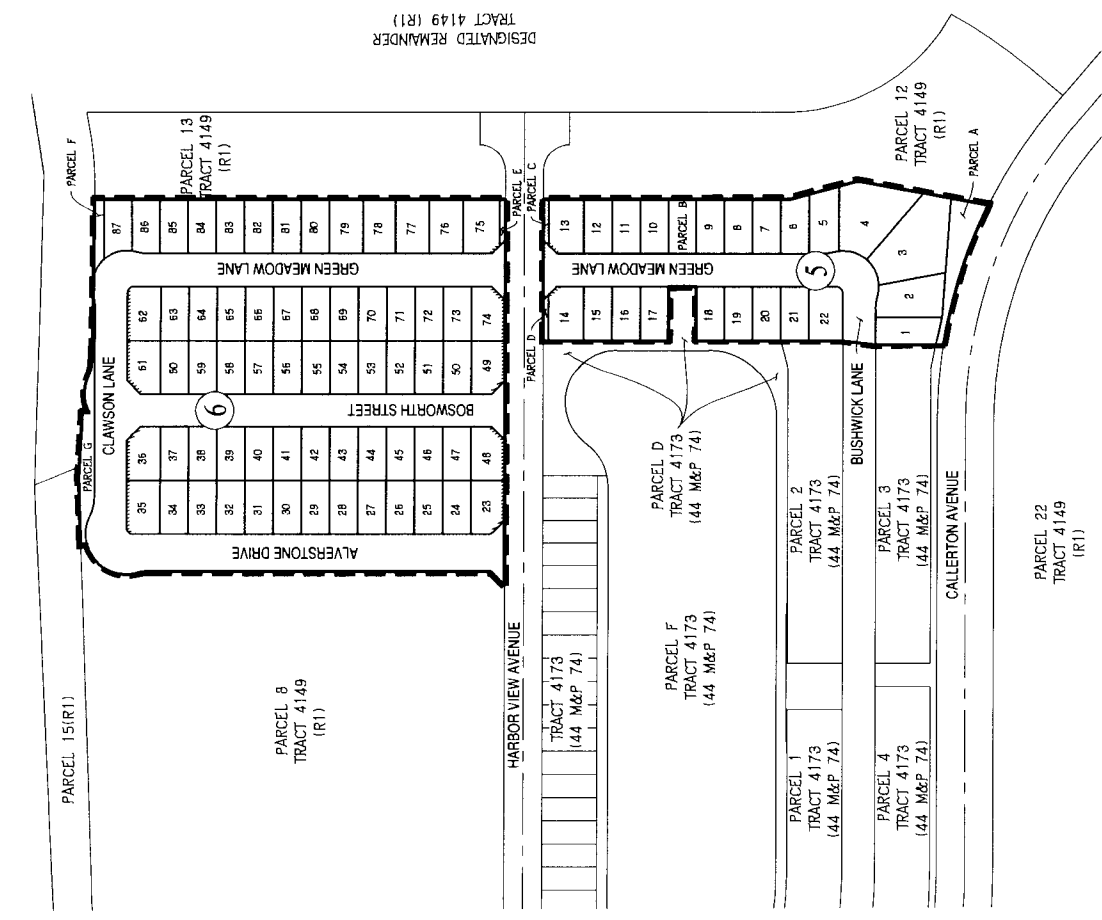 DESIGNATED REMAINDER
TRACT 4149 (R1)
PARCEL F
PARCEL 13
TRACT 4149
(R1)
PARCEL 12
TRACT 4149
(R1)
PARCEL A
PARCEL E
PARCEL C
87
86
85
84
83
82
81
80
79
78
77
76
75
13
12
11
10
PARCEL B
9
8
7
6
5
4
3
2
1
GREEN MEADOW LANE
GREEN MEADOW LANE
5
62
63
64
65
66
67
68
69
70
71
72
73
74
14
15
16
17
18
19
20
21
22
PARCEL D
61
90
59
58
57
56
55
54
53
52
51
50
49
CLAWSON LANE
6
BOSWORTH STREET
PARCEL G
36
37
38
39
40
41
42
43
44
45
46
47
48
35
34
33
32
31
30
29
28
27
26
25
24
23
ALVERSTONE DRIVE
BUSHWICK LANE
PARCEL D
TRACT 4173
(44 M&P 74)
PARCEL 2
TRACT 4173
(44 M&P 74)
PARCEL 3
TRACT 4173
(44 M&P 74)
CALLERTON AVENUE
PARCEL 22
TRACT 4149
(R1)
PARCEL 15(R1)
PARCEL 8
TRACT 4149
(R1)
HARBOR VIEW AVENUE
TRACT 4173
(44 M&P 74)
PARCEL F
TRACT 4173
(44 M&P 74)
PARCEL 1
TRACT 4173
(44 M&P 74)
PARCEL 4
TRACT 4173
(44 M&P 74)